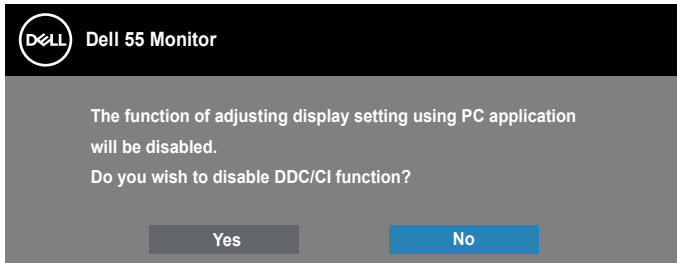 DELL
Dell 55 Monitor
The function of adjusting display setting using PC application
will be disabled.
Do you wish to disable DDC/CI function?
Yes
No